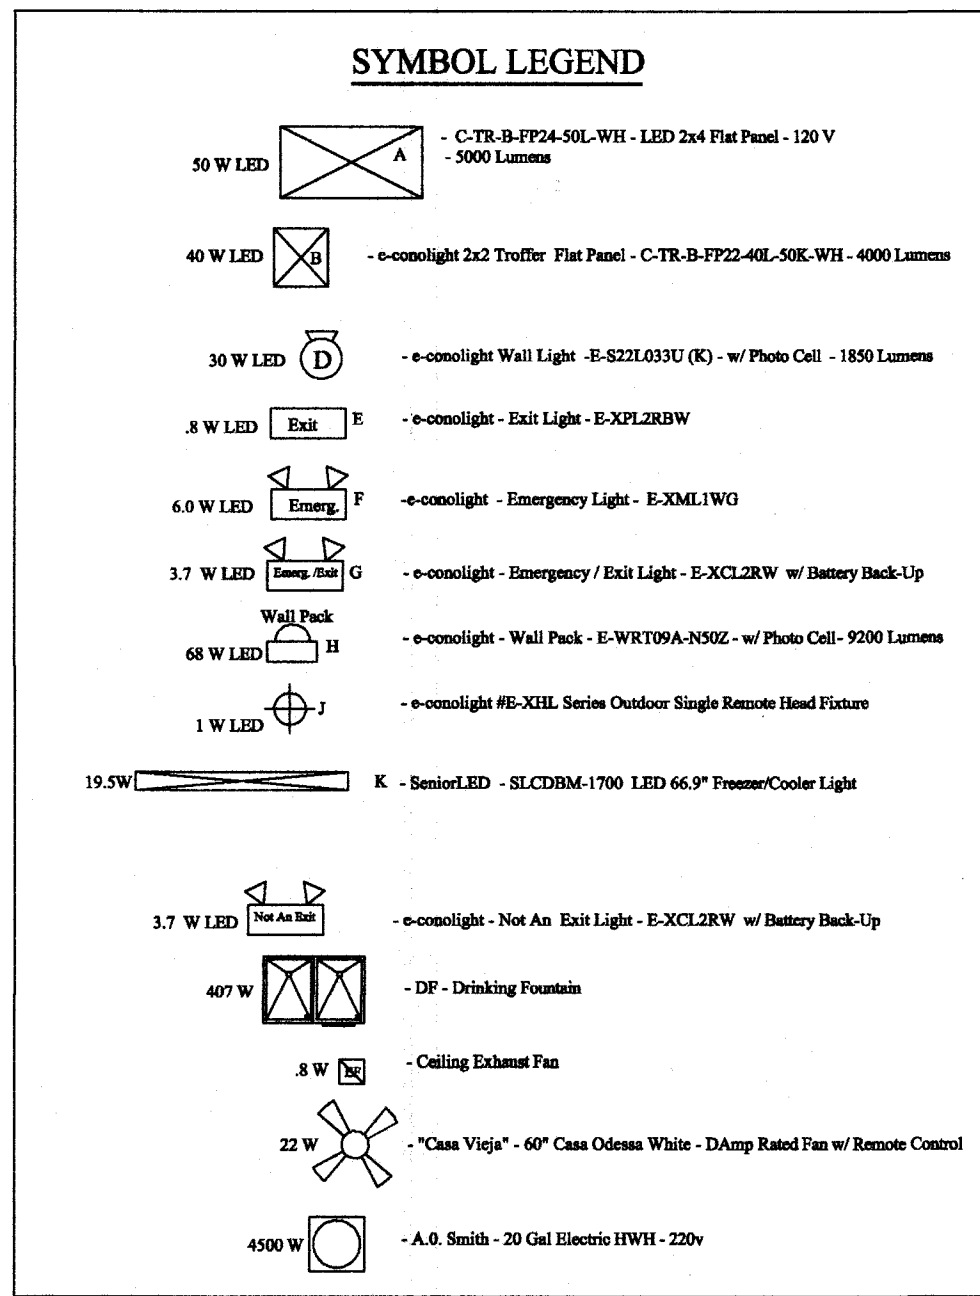 SYMBOL LEGEND
50 W LED A - C-TR-B-FP24-50L-WH - LED 2x4 Flat Panel - 120 V
- 5000 Lumens
40 W LED B - e-conolight 2x2 Troffer Flat Panel - C-TR-B-FP22-40L-50K-WH - 4000 Lumens
30 W LED D - e-conolight Wall Light -E-S22L033U (K) - w/ Photo Cell - 1850 Lumens
.8 W LED Exit E - e-conolight - Exit Light - E-XPL2RBW
6.0 W LED Emerg. F -e-conolight - Emergency Light - E-XML1WG
3.7 W LED Emerg. /Exit G - e-conolight - Emergency / Exit Light - E-XCL2RW w/ Battery Back-Up
Wall Pack
68 W LED H - e-conolight - Wall Pack - E-WRT09A-N50Z - w/ Photo Cell- 9200 Lumens
1 W LED J - e-conolight #E-XHL Series Outdoor Single Remote Head Fixture
19.5W K - SeniorLED - SLCDBM-1700 LED 66.9" Freezer/Cooler Light
3.7 W LED Not An Exit - e-conolight - Not An Exit Light - E-XCL2RW w/ Battery Back-Up
407 W - DF - Drinking Fountain
.8 W EF - Ceiling Exhaust Fan
22 W - "Casa Vieja" - 60" Casa Odessa White - DAmp Rated Fan w/ Remote Control
4500 W - A.0. Smith - 20 Gal Electric HWH - 220v